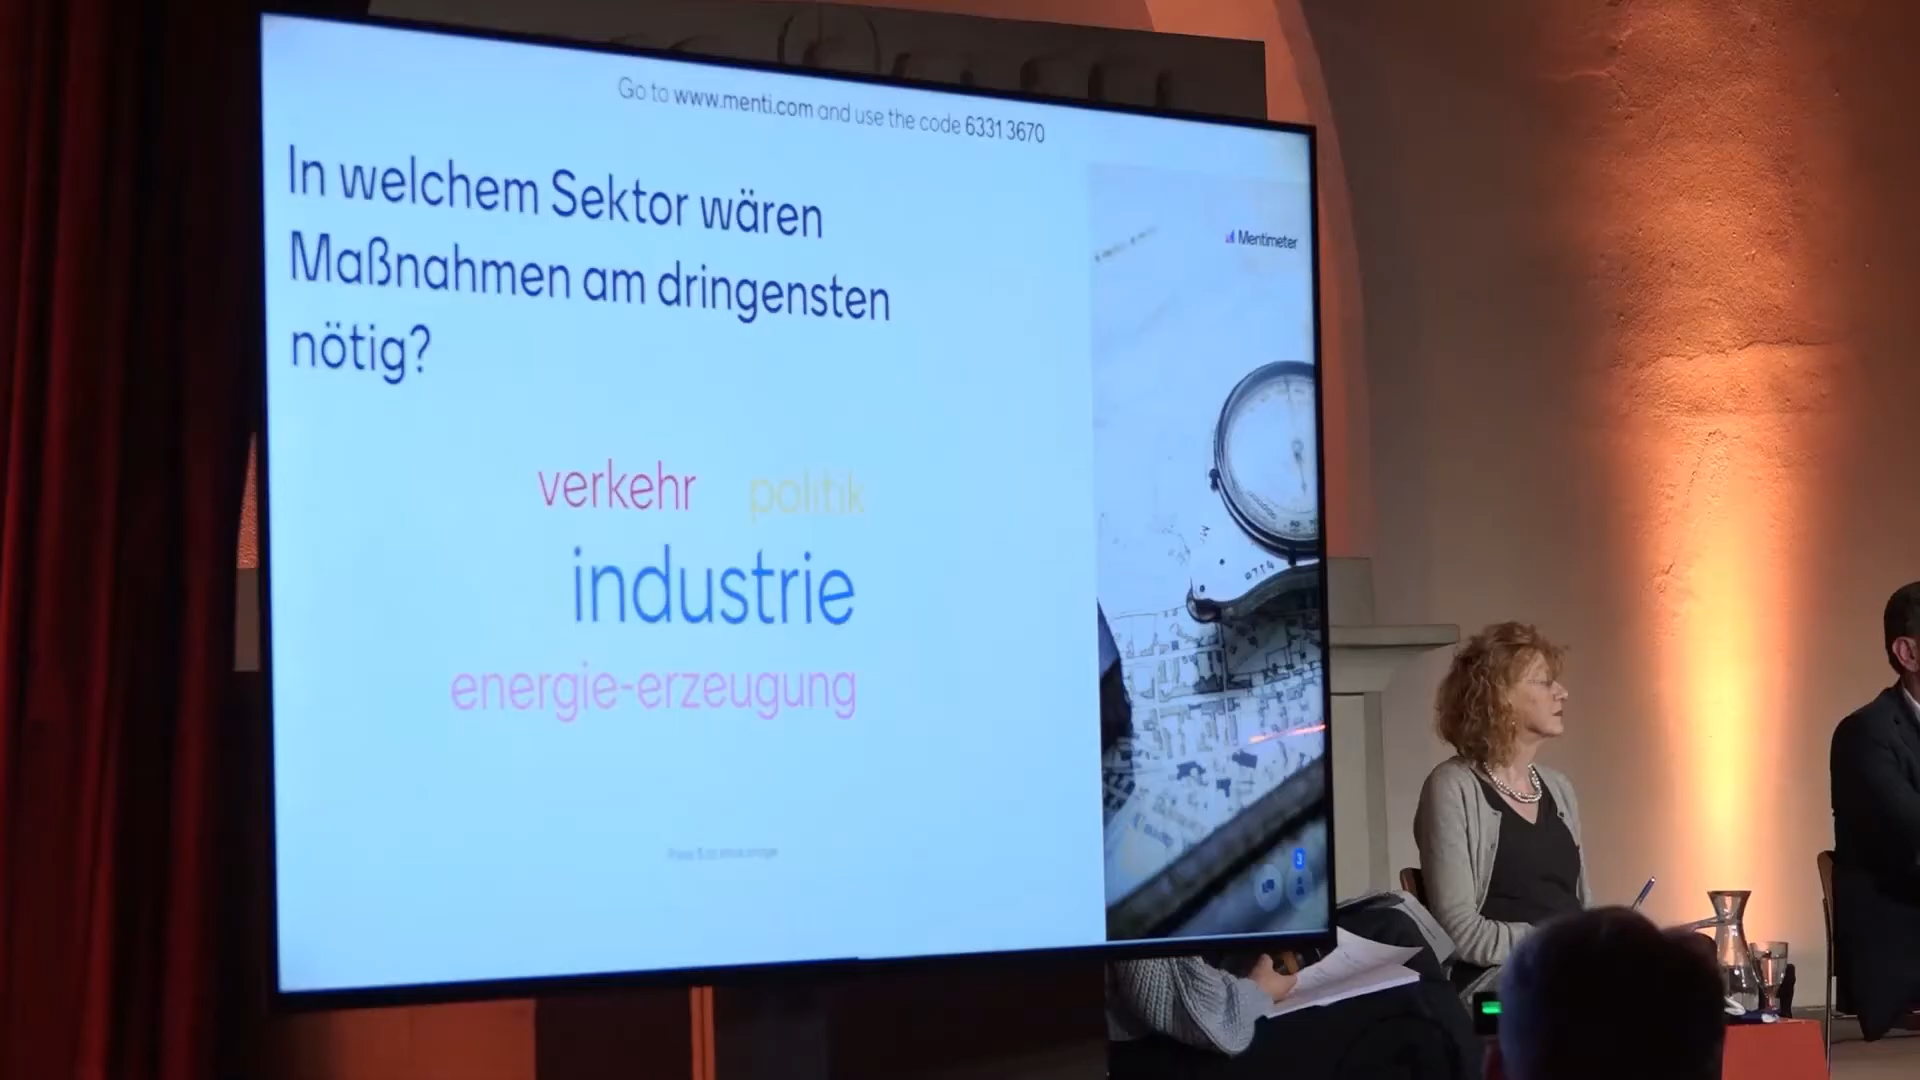 Go to www.menti.com and use the code 6331 3670
In welchem Sektor wären
Maßnahmen am dringensten
nötig?
Mentimeter
verkehr politik
industrie
energie-erzeugung
3